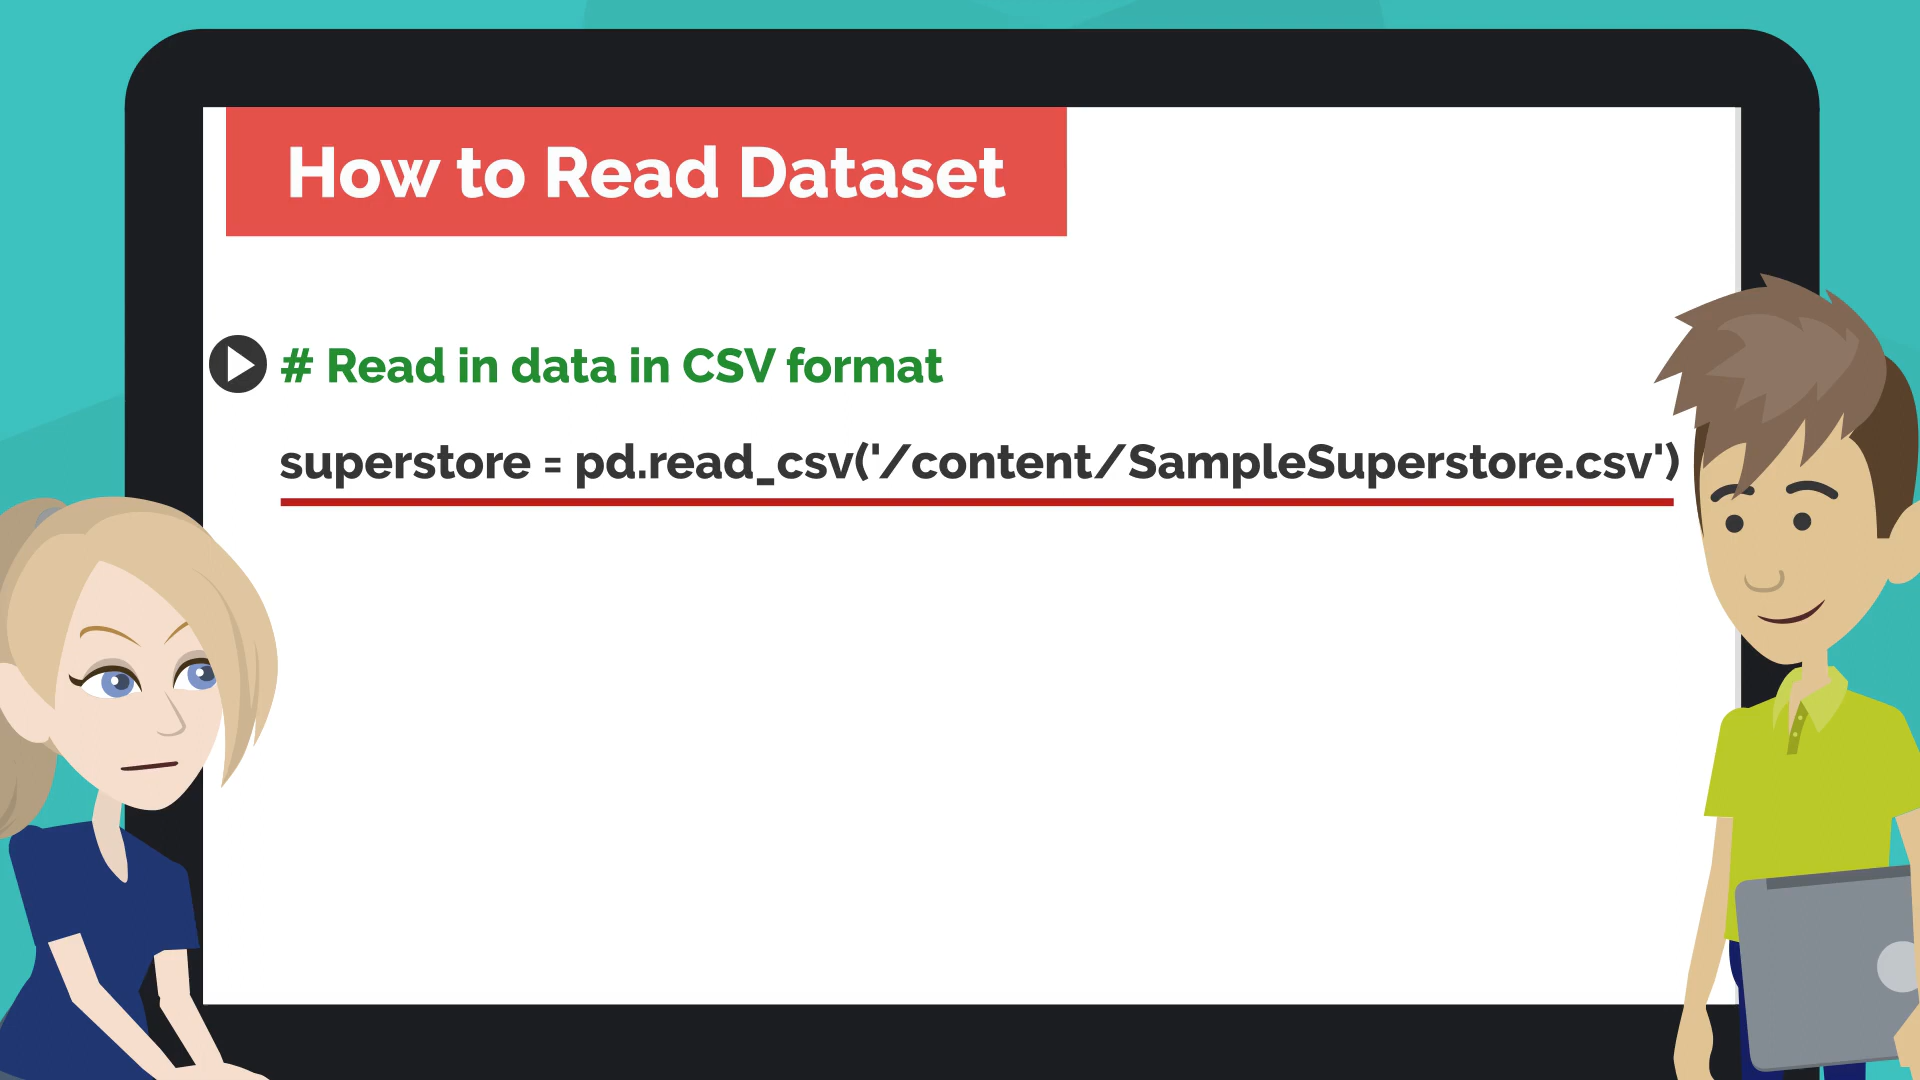 How to Read Dataset
# Read in data in CSV format
superstore = pd.read_csv('/content/SampleSuperstore.csv')